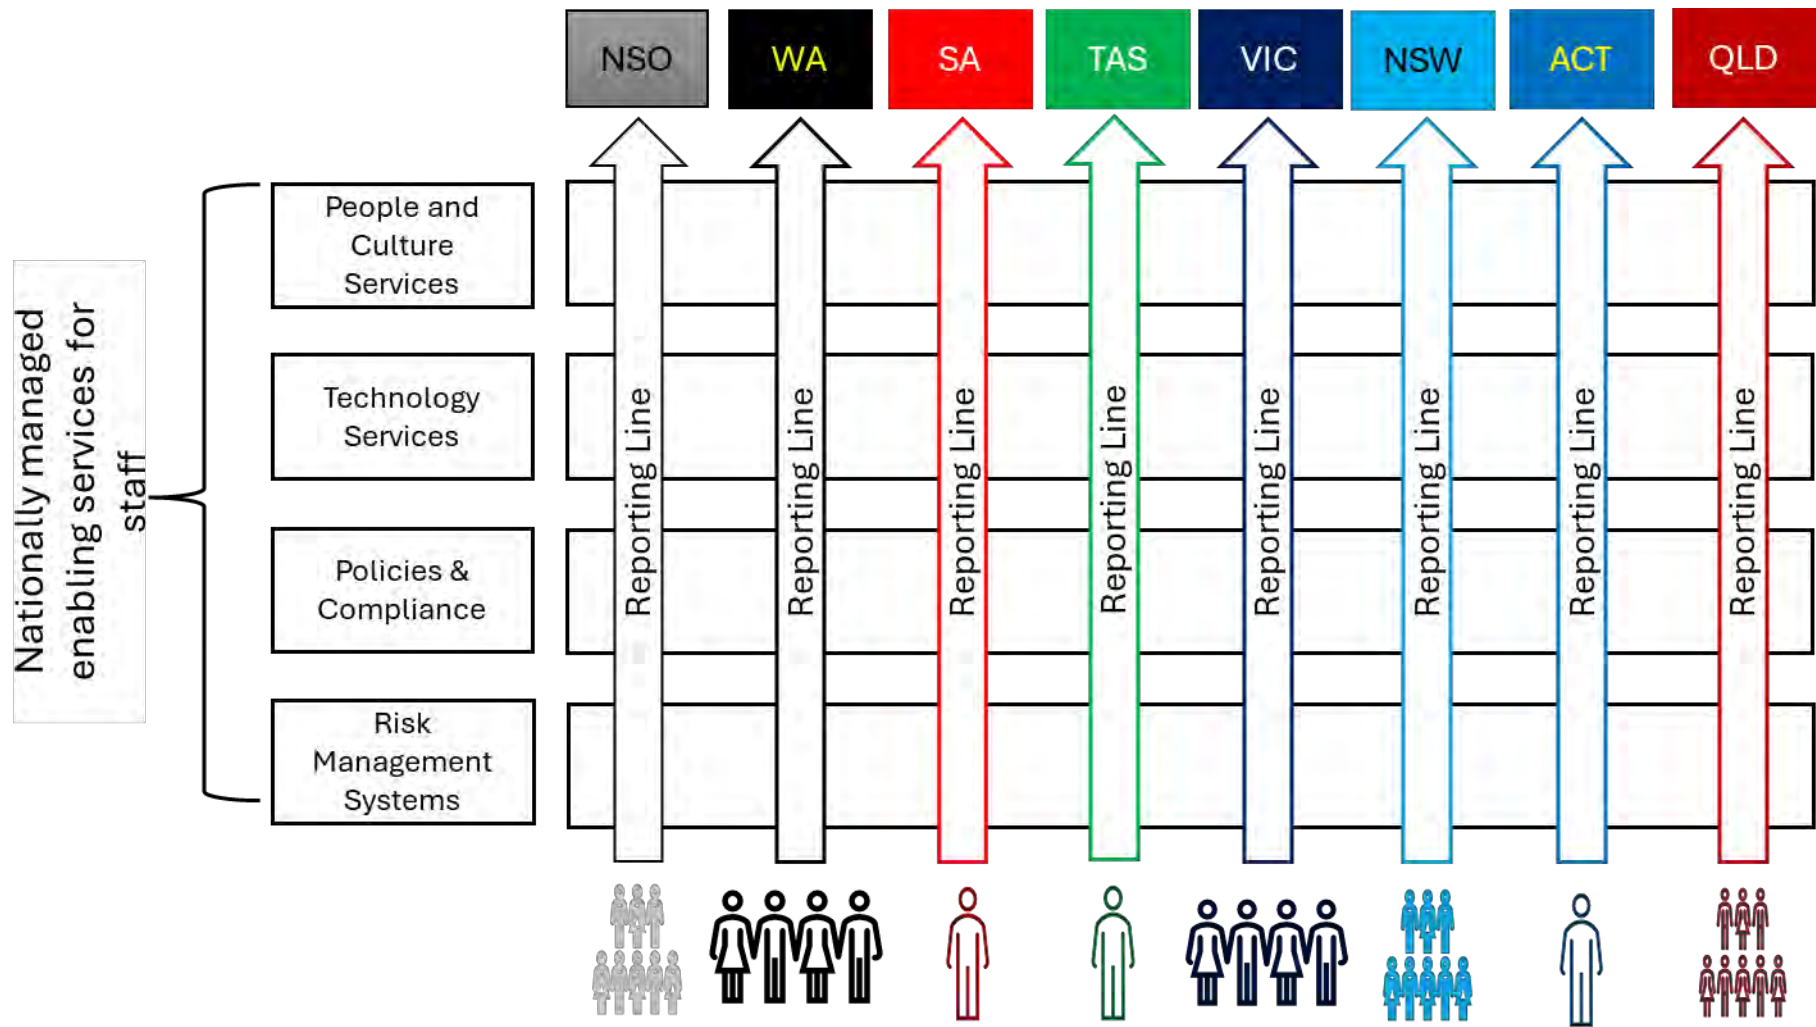 NSO
WA
SA
TAS
VIC
NSW
ACT
QLD
Nationally managed
enabling services for
staff
People and
Culture
Services
Technology
Services
Policies &
Compliance
Risk
Management
Systems
Reporting Line
Reporting Line
Reporting Line
Reporting Line
Reporting Line
Reporting Line
Reporting Line
Reporting Line